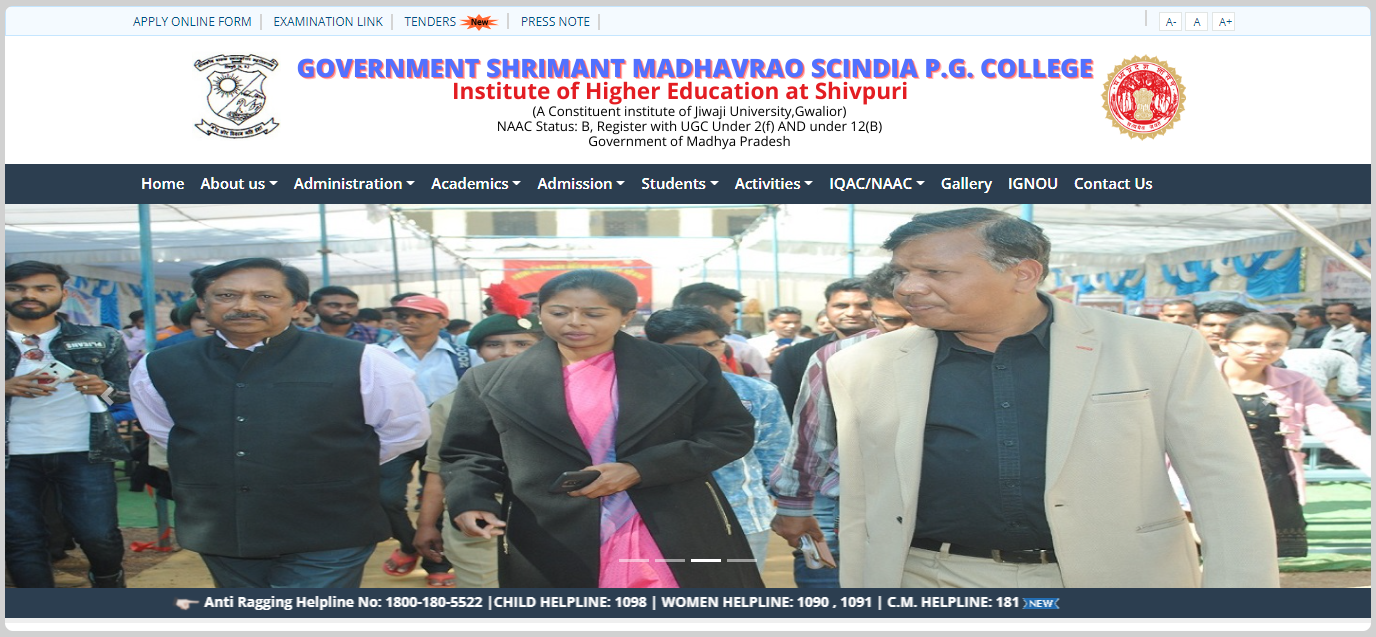 APPLY ONLINE FORM | EXAMINATION LINK | TENDERS New | PRESS NOTE |
| A- A A+
GOVERNMENT SHRIMANT MADHAVRAO SCINDIA P.G. COLLEGE
Institute of Higher Education at Shivpuri
(A Constituent institute of Jiwaji University,Gwalior)
NAAC Status: B, Register with UGC Under 2(f) AND under 12(B)
Government of Madhya Pradesh
Home About us Administration Academics Admission Students Activities IQAC/NAAC Gallery IGNOU Contact Us
Anti Ragging Helpline No: 1800-180-5522 |CHILD HELPLINE: 1098 | WOMEN HELPLINE: 1090 , 1091 | C.M. HELPLINE: 181 NEW